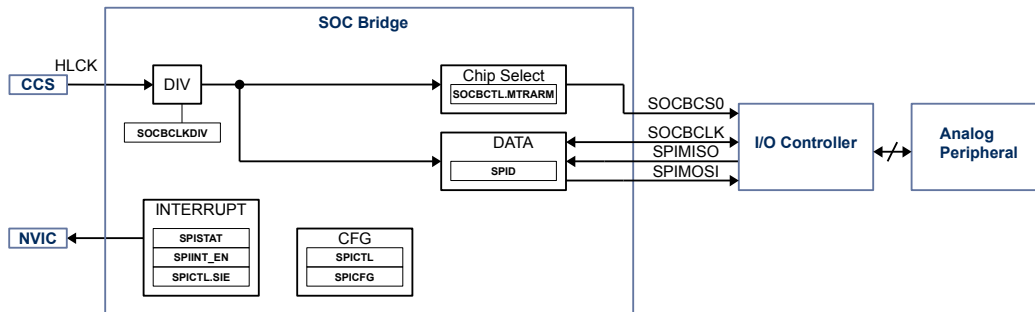 SOC Bridge
HLCK
CCS
DIV
SOCBCLKDIV
Chip Select
SOCBCTL.MTRARM
DATA
SPID
SOCBCS0
SOCBCLK
SPIMISO
SPIMOSI
I/O Controller
Analog
Peripheral
NVIC
INTERRUPT
SPISTAT
SPIINT_EN
SPICTL.SIE
CFG
SPICTL
SPICFG